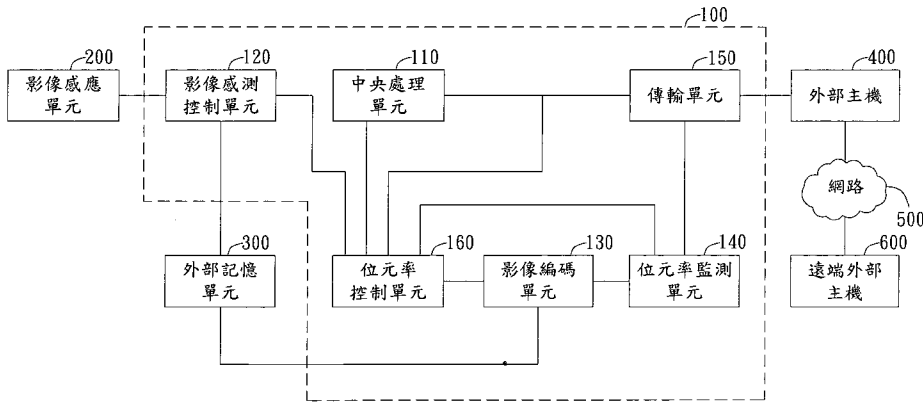 100
200
影像感應
單元
120
影像感測
控制單元
110
中央處理
單元
150
傳輸單元
400
外部主機
網路
500
300
外部記憶
單元
160
位元率
控制單元
130
影像編碼
單元
140
位元率監測
單元
600
遠端外部
主機